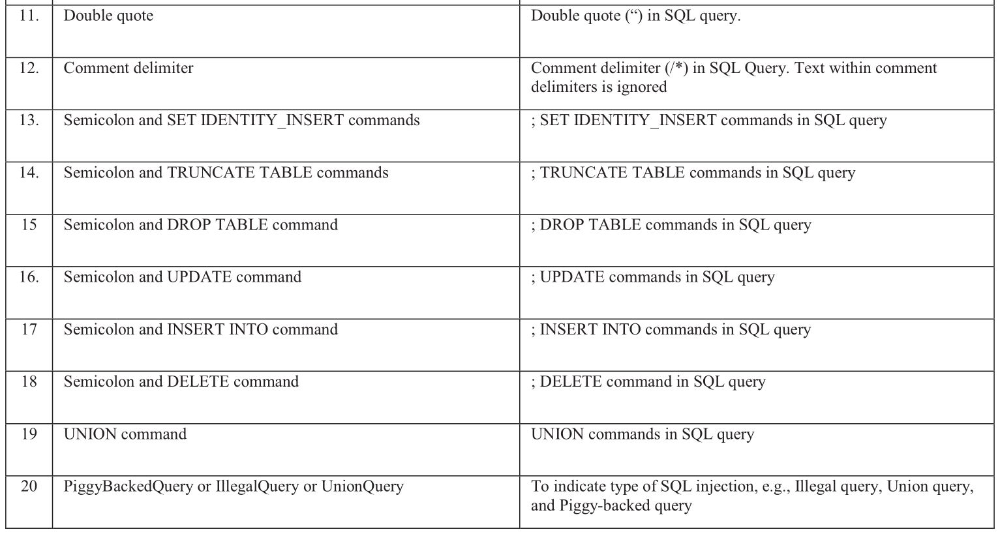 11. Double quote Double quote (“) in SQL query.
12. Comment delimiter Comment delimiter (/*) in SQL Query. Text within comment
delimiters is ignored
13. Semicolon and SET IDENTITY_INSERT commands ; SET IDENTITY_INSERT commands in SQL query
14. Semicolon and TRUNCATE TABLE commands ; TRUNCATE TABLE commands in SQL query
15 Semicolon and DROP TABLE command ; DROP TABLE commands in SQL query
16. Semicolon and UPDATE command ; UPDATE commands in SQL query
17 Semicolon and INSERT INTO command ; INSERT INTO commands in SQL query
18 Semicolon and DELETE command ; DELETE command in SQL query
19 UNION command UNION commands in SQL query
20 PiggyBackedQuery or IllegalQuery or UnionQuery To indicate type of SQL injection, e.g., Illegal query, Union query,
and Piggy-backed query